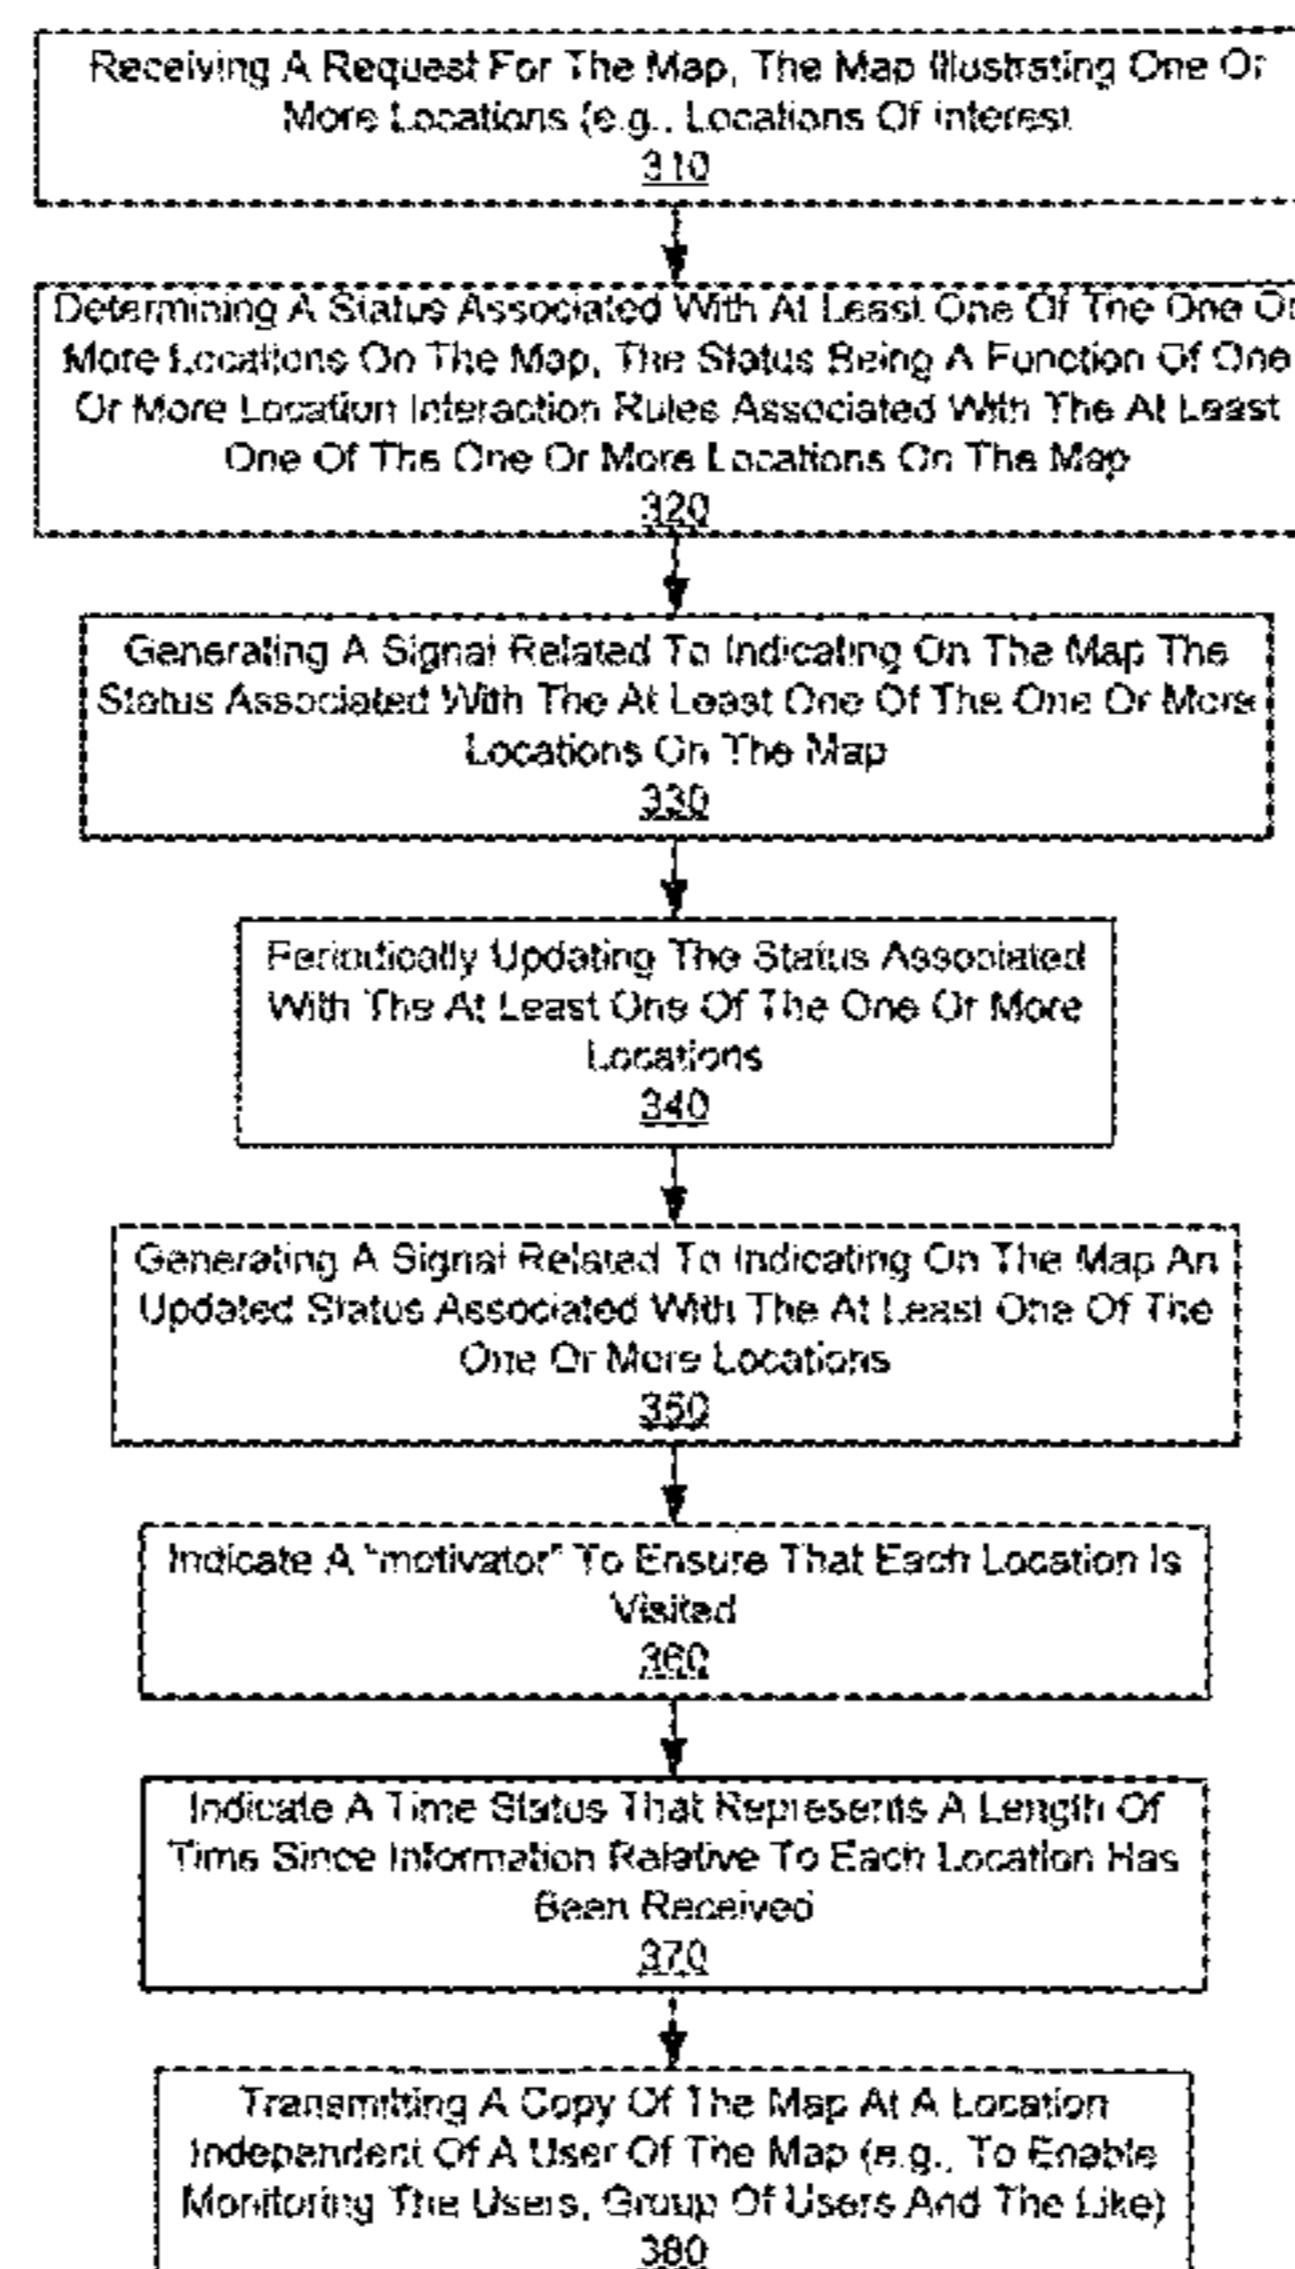 Receiving A Request For The Map, The Map Illustrating One Or
More Locations (e.g., Locations Of Interest
310
Determining A Status Associated With At Least One Of The One Or
More Locations On The Map, The Status Being A Function Of One
Or More Location Interaction Rules Associated With The At Least
One Of The One Or More Locations On The Map
320
Generating A Signal Related To Indicating On The Map The
Status Associated With The At Least One Of The One Or More
Locations On The Map
330
Periodically Updating The Status Associated
With The At Least One Of The One Or More
Locations
340
Generating A Signal Related To Indicating On The Map An
Updated Status Associated With The At Least One Of The
One Or More Locations
350
Indicate A "motivator" To Ensure That Each Location Is
Visited
360
Indicate A Time Status That Represents A Length Of
Time Since Information Relative To Each Location Has
Been Received
370
Transmitting A Copy Of The Map At A Location
Independent Of A User Of The Map (e.g., To Enable
Monitoring The Users, Group Of Users And The Like)
380